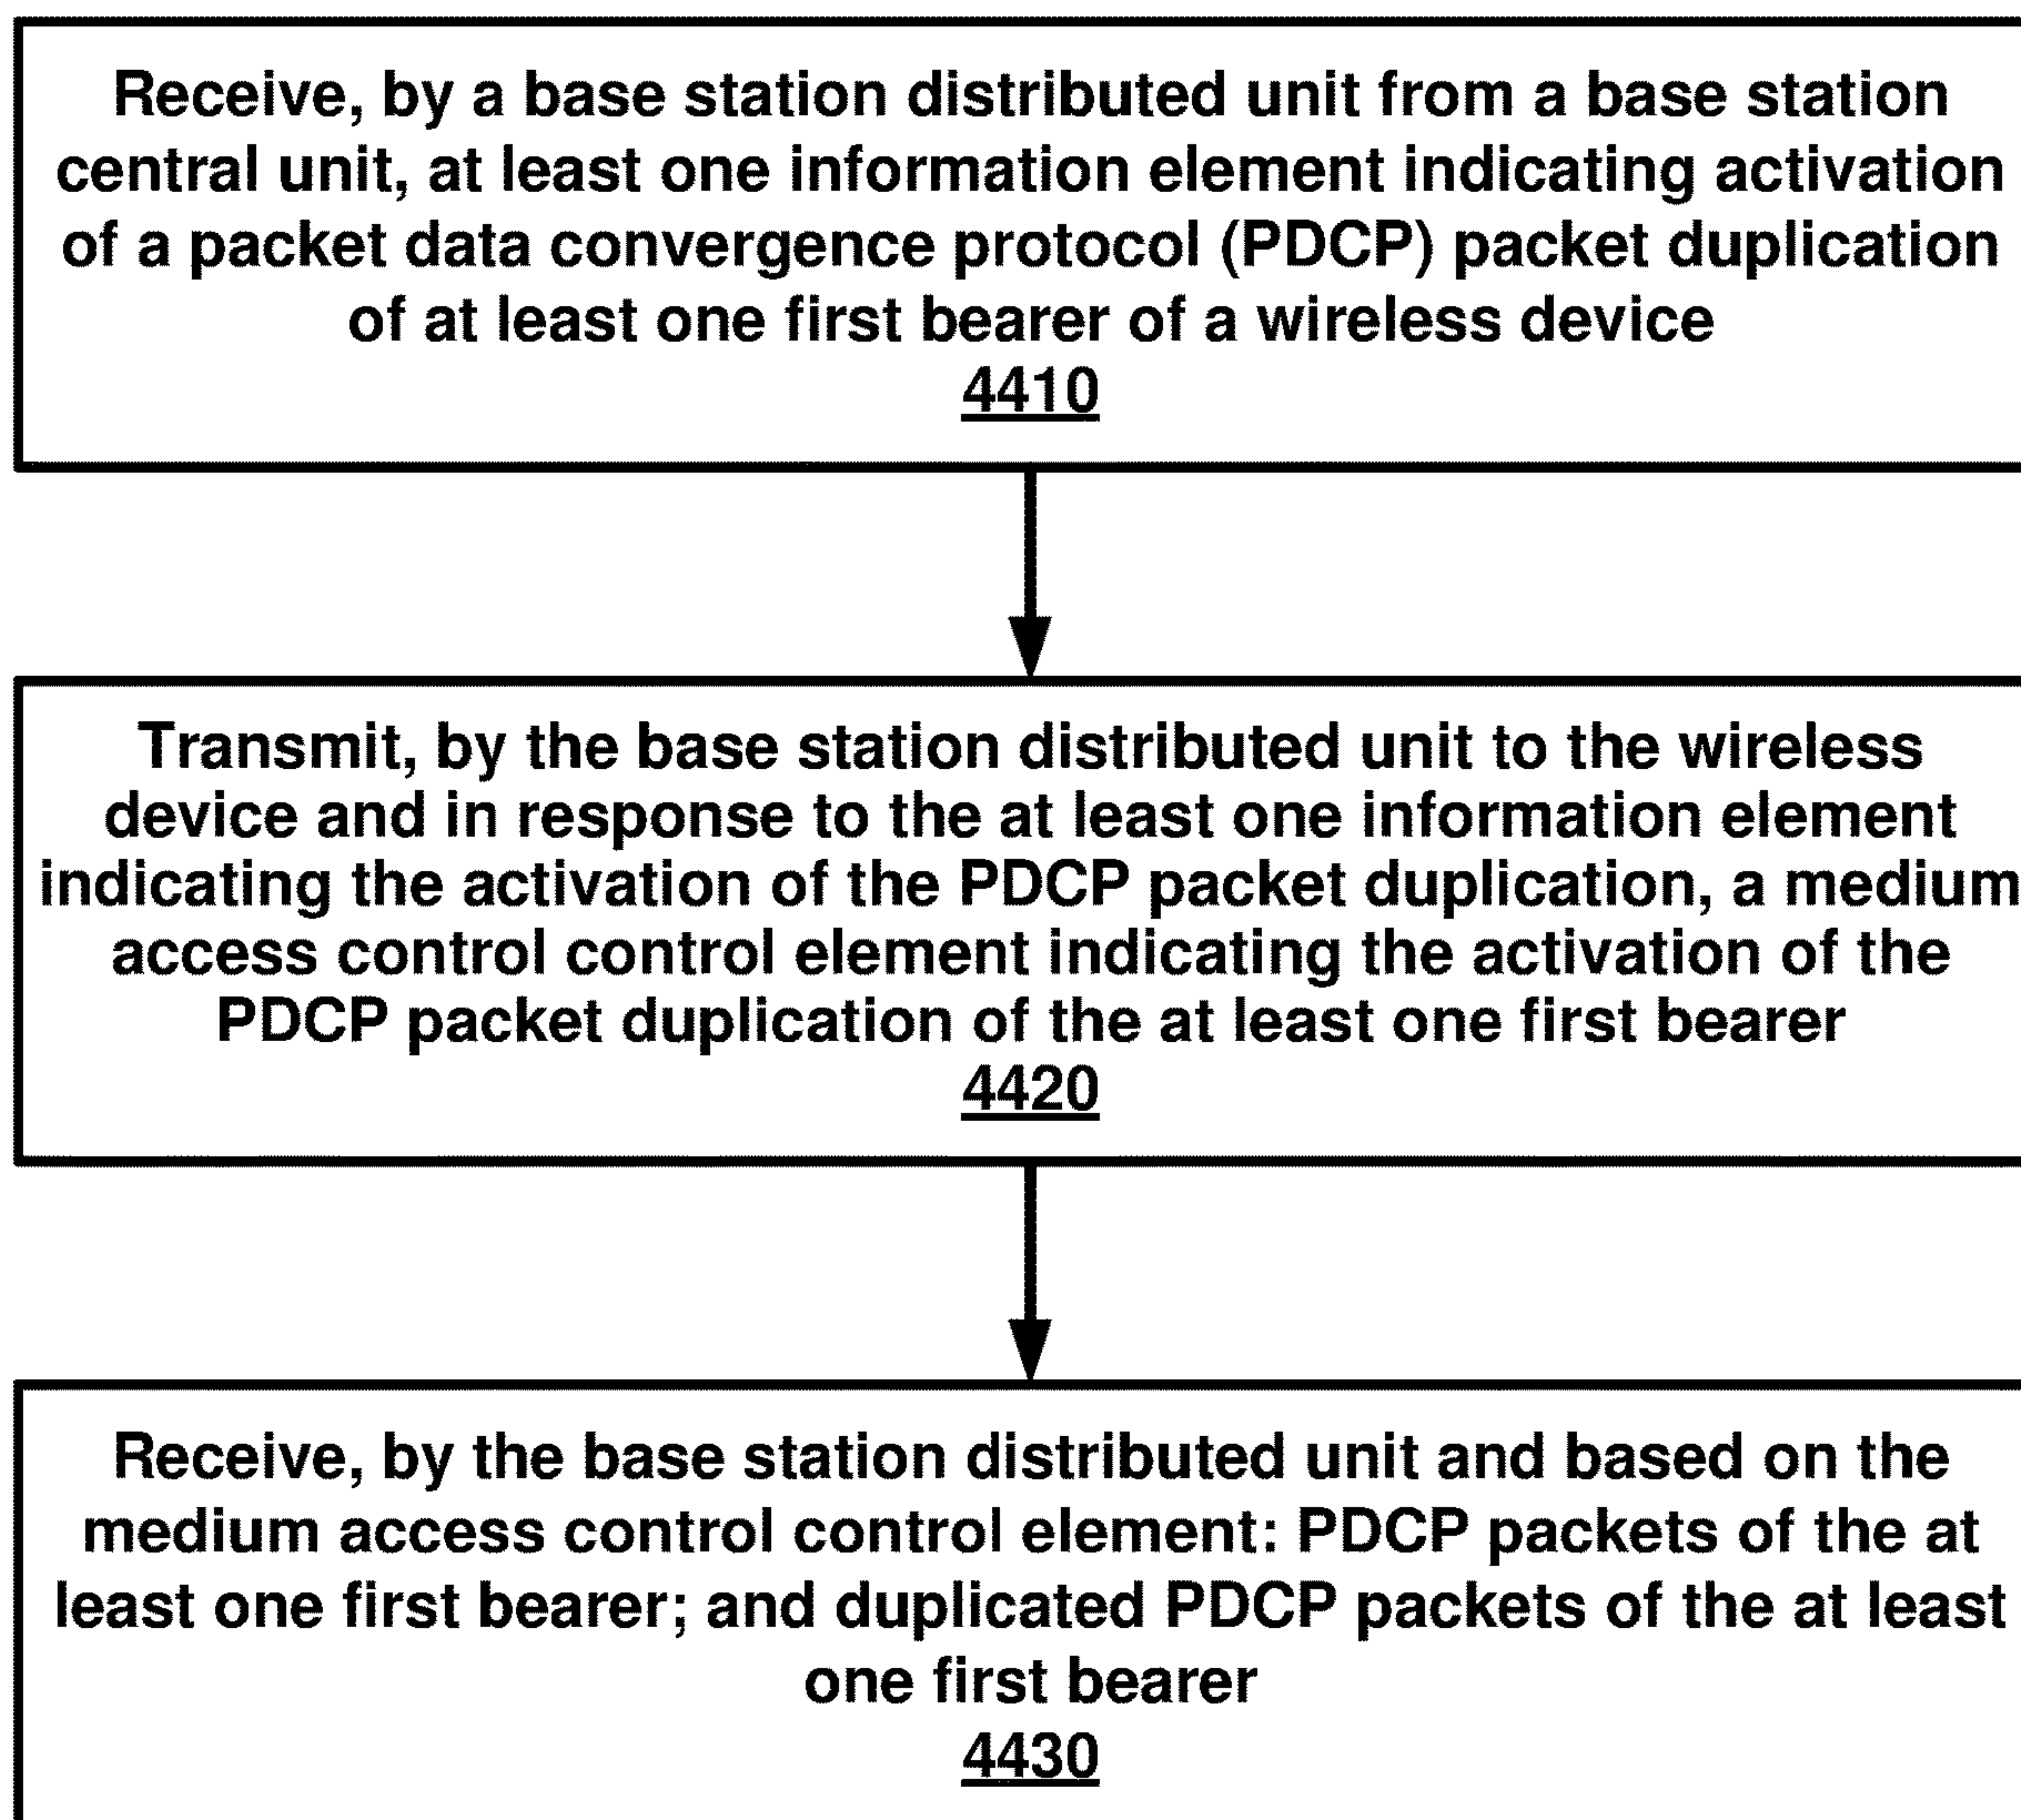 Receive, by a base station distributed unit from a base station
central unit, at least one information element indicating activation
of a packet data convergence protocol (PDCP) packet duplication
of at least one first bearer of a wireless device
4410
Transmit, by the base station distributed unit to the wireless
device and in response to the at least one information element
indicating the activation of the PDCP packet duplication, a medium
access control control element indicating the activation of the
PDCP packet duplication of the at least one first bearer
4420
Receive, by the base station distributed unit and based on the
medium access control control element: PDCP packets of the at
least one first bearer; and duplicated PDCP packets of the at least
one first bearer
4430